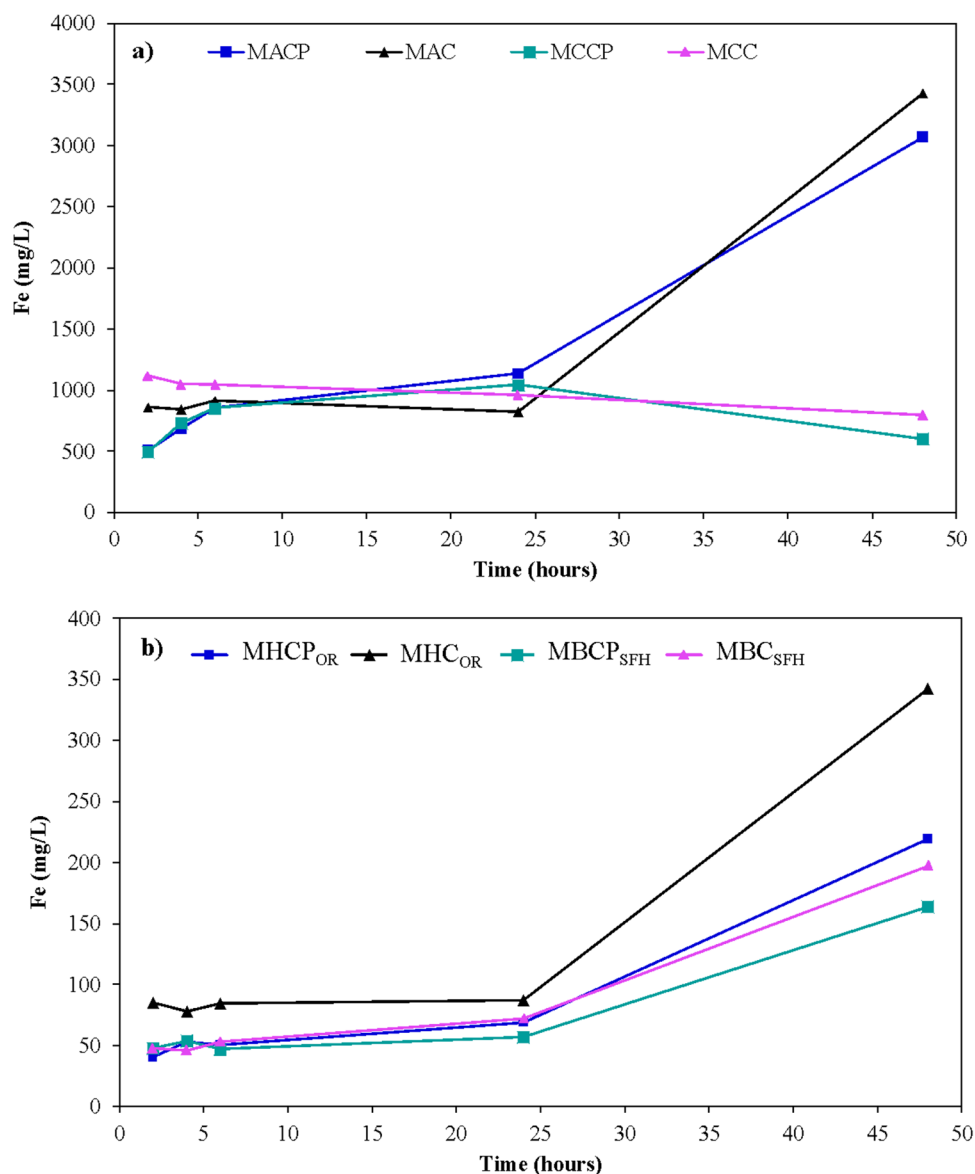 a)
MACP MAC MCCP MCC
4000
3500
3000
2500
2000
1500
1000
500
0
Fe (mg/L)
0 5 10 15 20 25 30 35 40 45 50
Time (hours)
b)
MHCP_OR MHC_OR MBCP_SFH MBC_SFH
400
350
300
250
200
150
100
50
0
Fe (mg/L)
0 5 10 15 20 25 30 35 40 45 50
Time (hours)